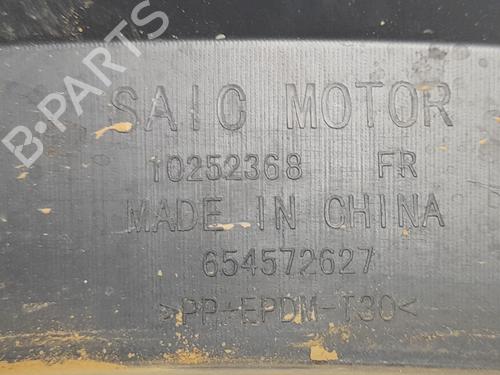 SAIC MOTOR
10252368 FR
MADE IN CHINA
654572627
>PP+EPDM-T30<
B-PARTS